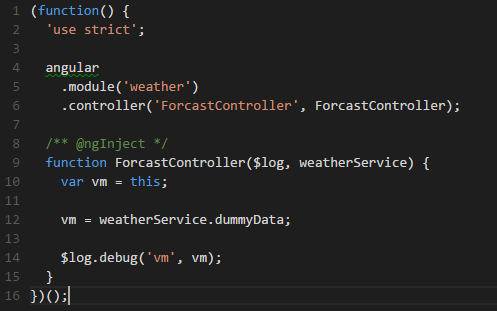 1 (function() {
2 'use strict';
3
4 angular
5 .module('weather')
6 .controller('ForcastController', ForcastController);
7
8 /** @ngInject */
9 function ForcastController($log, weatherService) {
10 var vm = this;
11
12 vm = weatherService.dummyData;
13
14 $log.debug('vm', vm);
15 }
16 })();